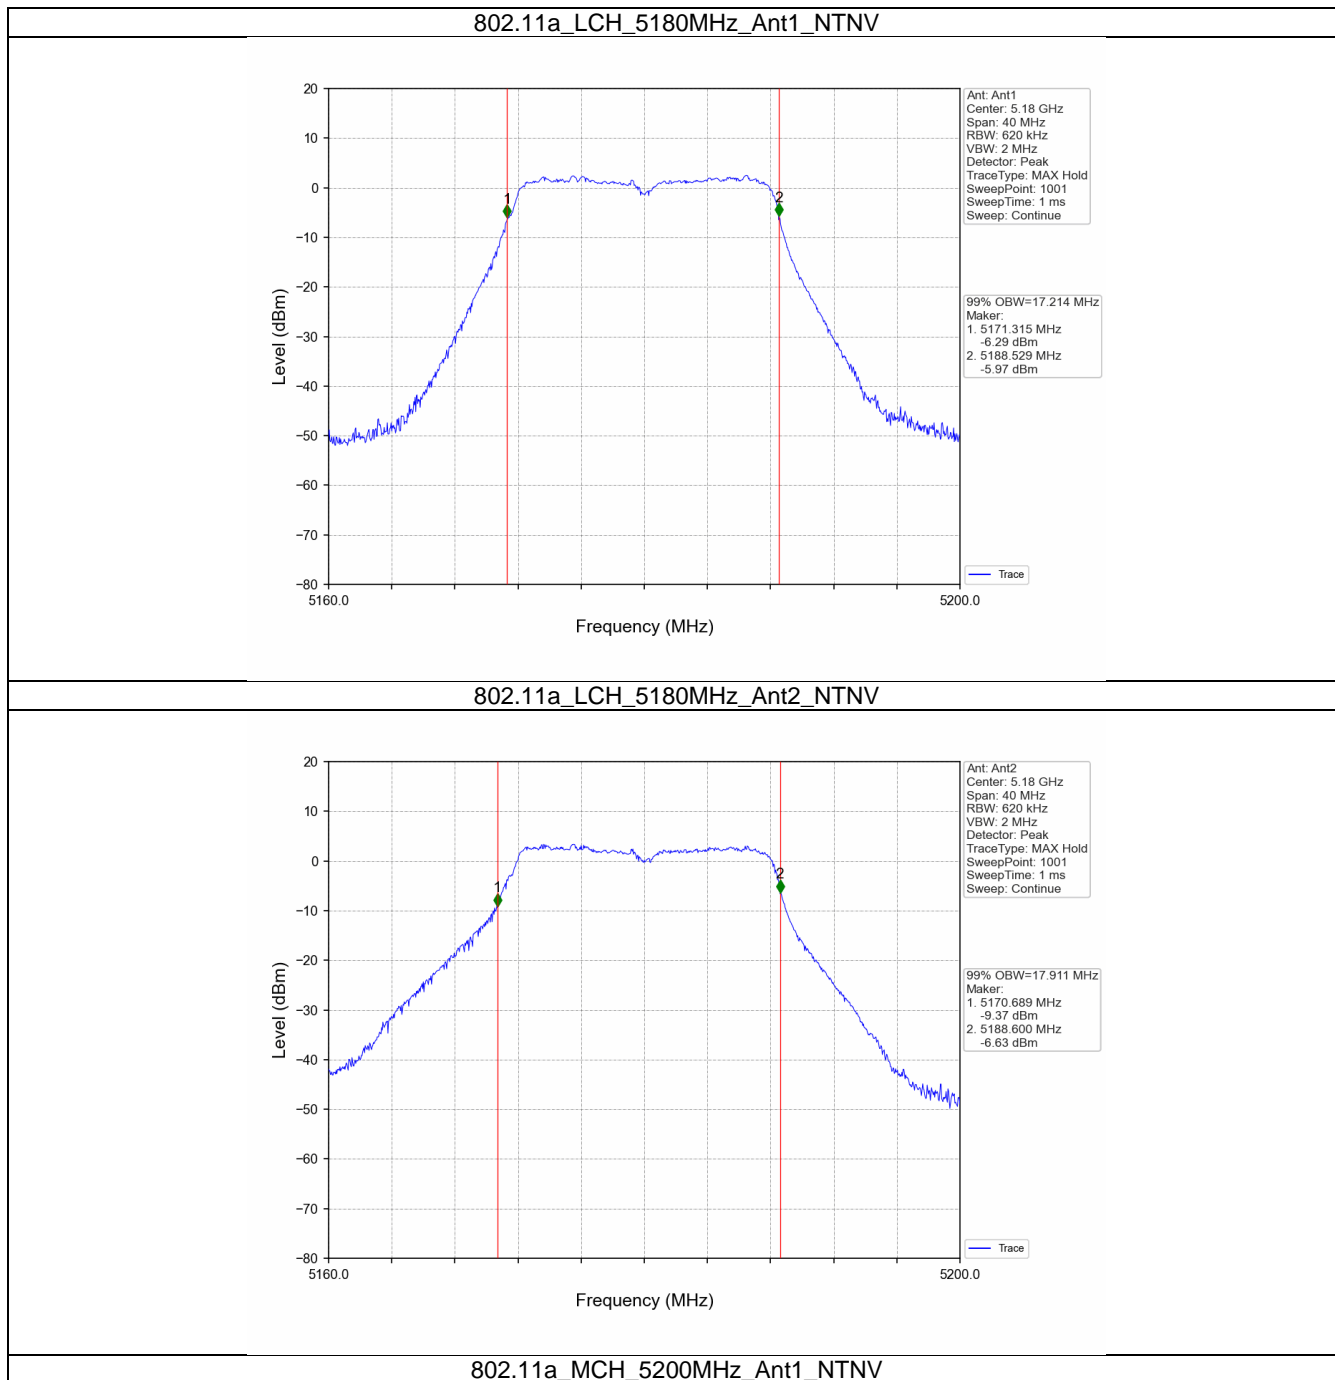 802.11a_LCH_5180MHz_Ant1_NTNV
20
10
0
−10
−20
−30
−40
−50
−60
−70
−80
Level (dBm)
5160.0
5200.0
Frequency (MHz)
1
2
Ant: Ant1
Center: 5.18 GHz
Span: 40 MHz
RBW: 620 kHz
VBW: 2 MHz
Detector: Peak
TraceType: MAX Hold
SweepPoint: 1001
SweepTime: 1 ms
Sweep: Continue
99% OBW=17.214 MHz
Maker:
1. 5171.315 MHz
-6.29 dBm
2. 5188.529 MHz
-5.97 dBm
Trace
802.11a_LCH_5180MHz_Ant2_NTNV
20
10
0
−10
−20
−30
−40
−50
−60
−70
−80
Level (dBm)
5160.0
5200.0
Frequency (MHz)
1
2
Ant: Ant2
Center: 5.18 GHz
Span: 40 MHz
RBW: 620 kHz
VBW: 2 MHz
Detector: Peak
TraceType: MAX Hold
SweepPoint: 1001
SweepTime: 1 ms
Sweep: Continue
99% OBW=17.911 MHz
Maker:
1. 5170.689 MHz
-9.37 dBm
2. 5188.600 MHz
-6.63 dBm
Trace
802.11a_MCH_5200MHz_Ant1_NTNV